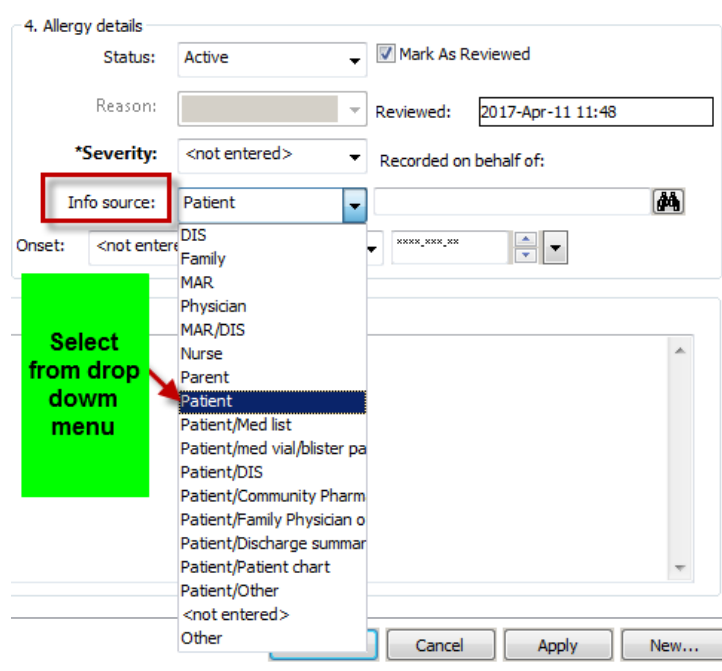 4. Allergy details
Status: Active Mark As Reviewed
Reason: Reviewed: 2017-Apr-11 11:48
*Severity: <not entered> Recorded on behalf of:
Info source: Patient
Onset: <not entere xxxx-xxx-xx
DIS
Family
MAR
Physician
MAR/DIS
Nurse
Parent
Patient
Patient/Med list
Patient/med vial/blister pa
Patient/DIS
Patient/Community Pharm
Patient/Family Physician o
Patient/Discharge summar
Patient/Patient chart
Patient/Other
<not entered>
Other
Select
from drop
dowm
menu
Cancel Apply New...